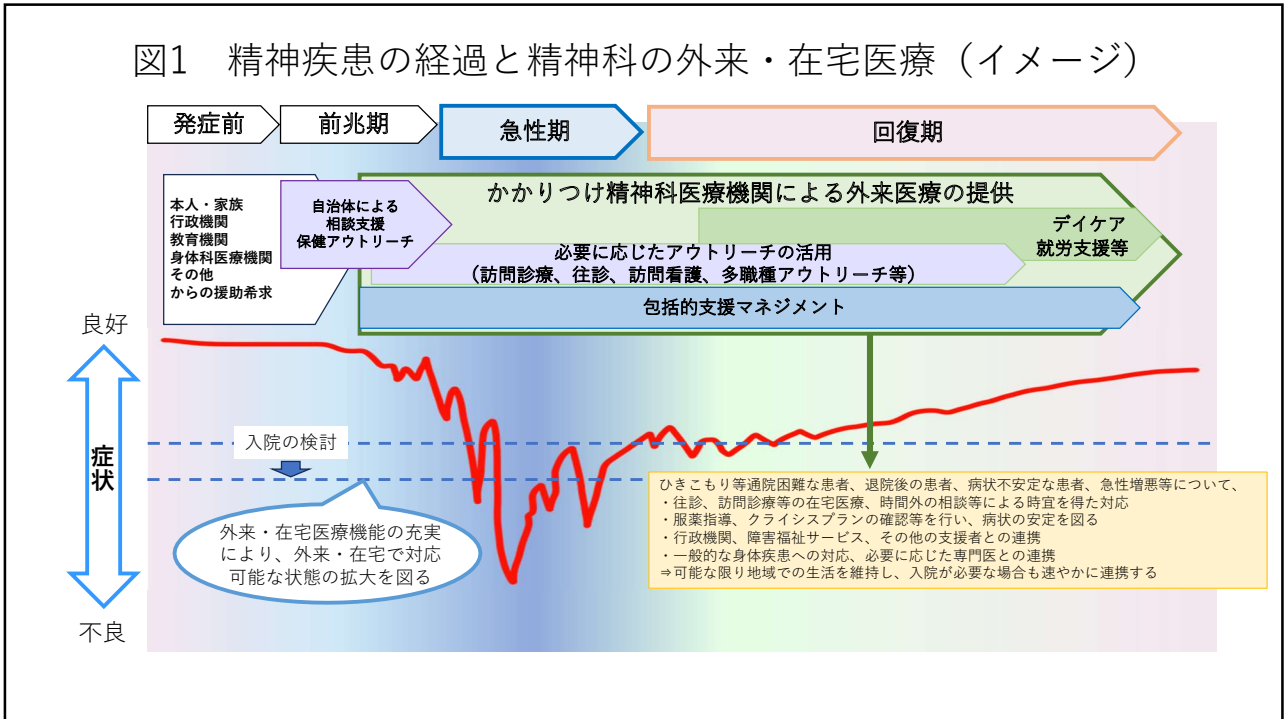 図1　精神疾患の経過と精神科の外来・在宅医療（イメージ）
発症前
前兆期
急性期
回復期
本人・家族
行政機関
教育機関
身体科医療機関
その他
からの援助希求
自治体による
相談支援
保健アウトリーチ
かかりつけ精神科医療機関による外来医療の提供
デイケア
就労支援等
必要に応じたアウトリーチの活用
（訪問診療、往診、訪問看護、多職種アウトリーチ等）
包括的支援マネジメント
良好
症状
不良
入院の検討
外来・在宅医療機能の充実
により、外来・在宅で対応
可能な状態の拡大を図る
ひきこもり等通院困難な患者、退院後の患者、病状不安定な患者、急性増悪等について、
・往診、訪問診療等の在宅医療、時間外の相談等による時宜を得た対応
・服薬指導、クライシスプランの確認等を行い、病状の安定を図る
・行政機関、障害福祉サービス、その他の支援者との連携
・一般的な身体疾患への対応、必要に応じた専門医との連携
⇒可能な限り地域での生活を維持し、入院が必要な場合も速やかに連携する